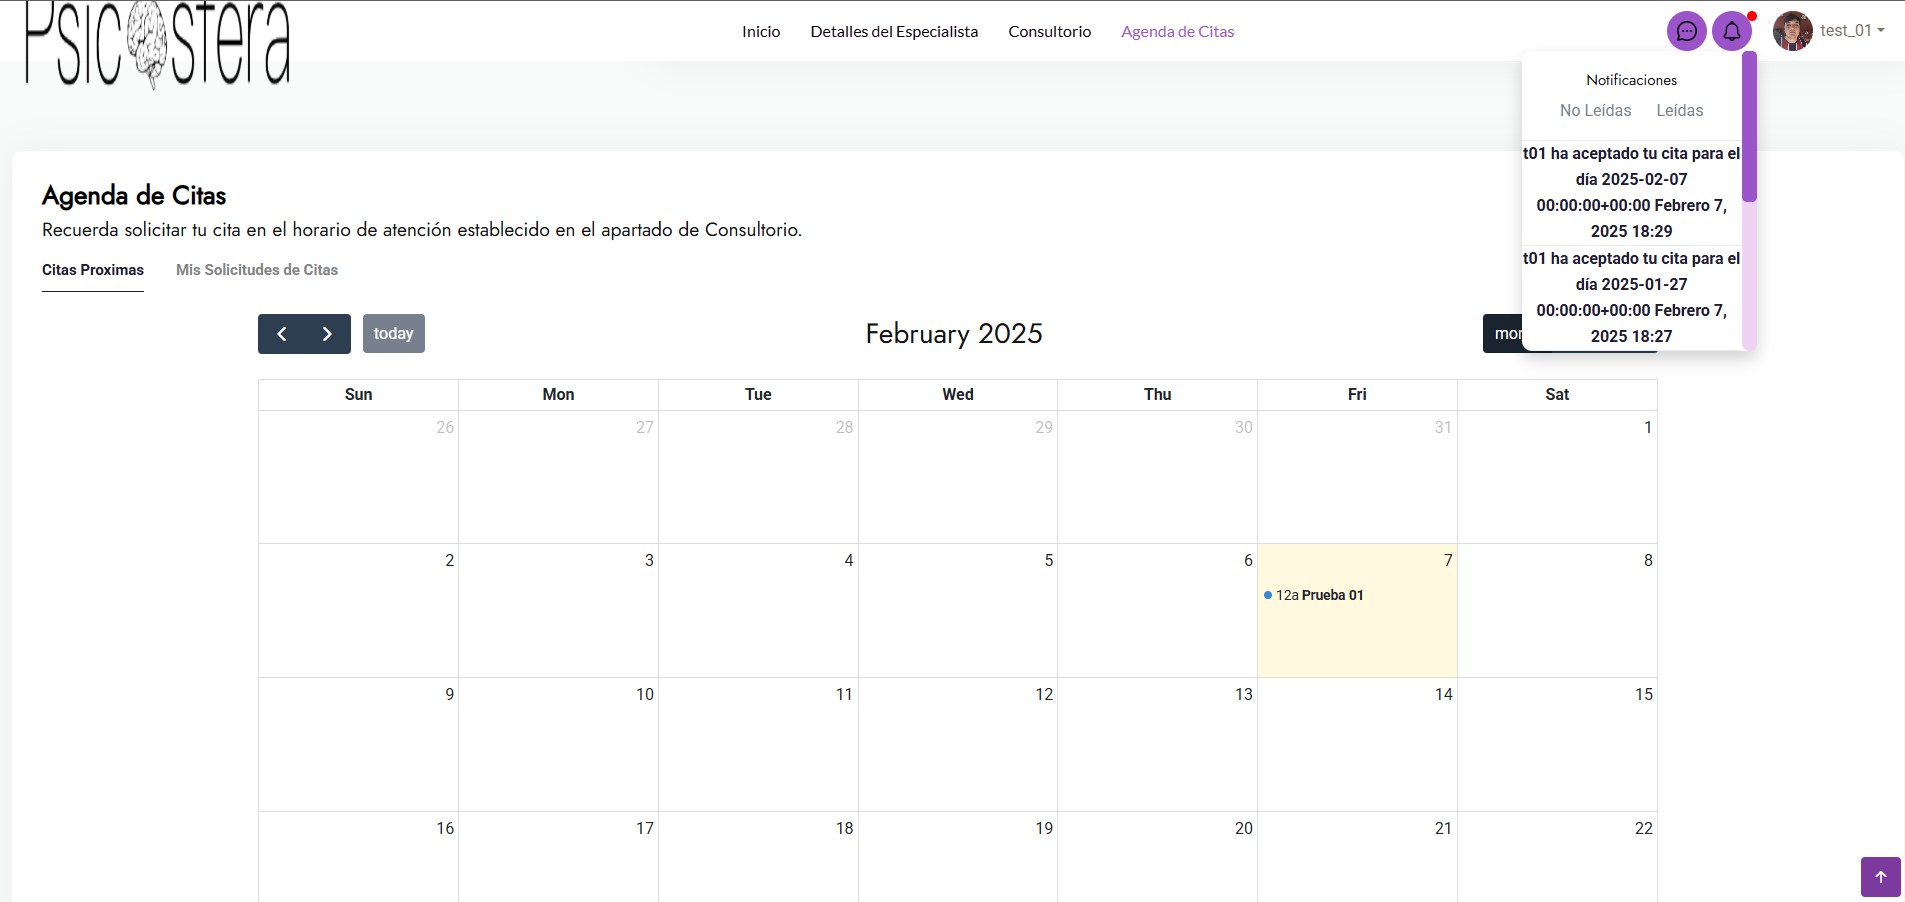 Psicosfera
Inicio
Detalles del Especialista
Consultorio
Agenda de Citas
test_01
Notificaciones
No Leídas
Leídas
t01 ha aceptado tu cita para el
día 2025-02-07
00:00:00+00:00 Febrero 7,
2025 18:29
t01 ha aceptado tu cita para el
día 2025-01-27
00:00:00+00:00 Febrero 7,
2025 18:27
Agenda de Citas
Recuerda solicitar tu cita en el horario de atención establecido en el apartado de Consultorio.
Citas Proximas
Mis Solicitudes de Citas
today
February 2025
Sun Mon Tue Wed Thu Fri Sat
26 27 28 29 30 31 1
2 3 4 5 6 7 8
12a Prueba 01
9 10 11 12 13 14 15
16 17 18 19 20 21 22